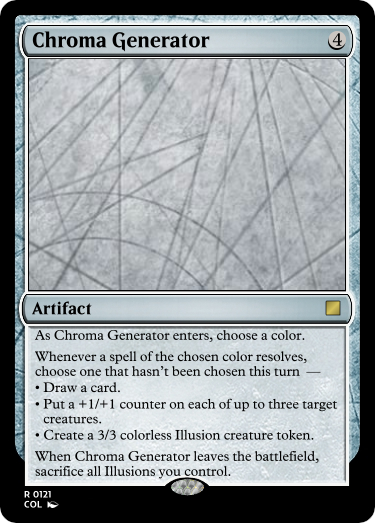 Chroma Generator 4
Artifact
As Chroma Generator enters, choose a color.
Whenever a spell of the chosen color resolves,
choose one that hasn't been chosen this turn —
• Draw a card.
• Put a +1/+1 counter on each of up to three target
creatures.
• Create a 3/3 colorless Illusion creature token.
When Chroma Generator leaves the battlefield,
sacrifice all Illusions you control.
R 0121
COL